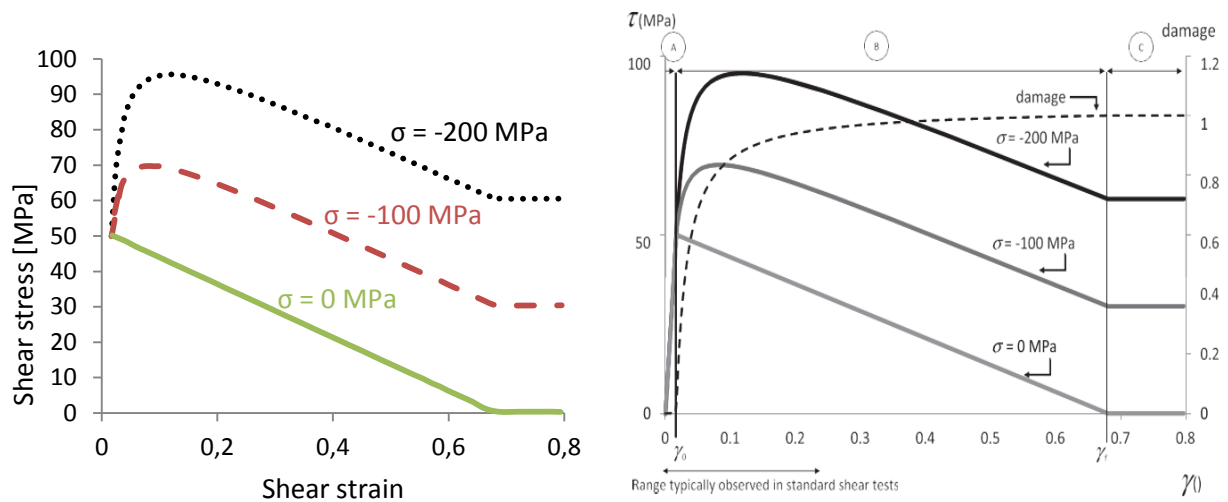 100
90
80
70
60
50
40
30
20
10
0
Shear stress [MPa]
σ = -200 MPa
σ = -100 MPa
σ = 0 MPa
0 0,2 0,4 0,6 0,8
Shear strain
τ(MPa)
damage
A B C
100
50
0
1.2
1
0.8
0.6
0.4
0.2
0
damage
σ = -200 MPa
σ = -100 MPa
σ = 0 MPa
0 0.1 0.2 0.3 0.4 0.5 0.6 0.7 0.8
γ₀ γf
Range typically observed in standard shear tests
γ()